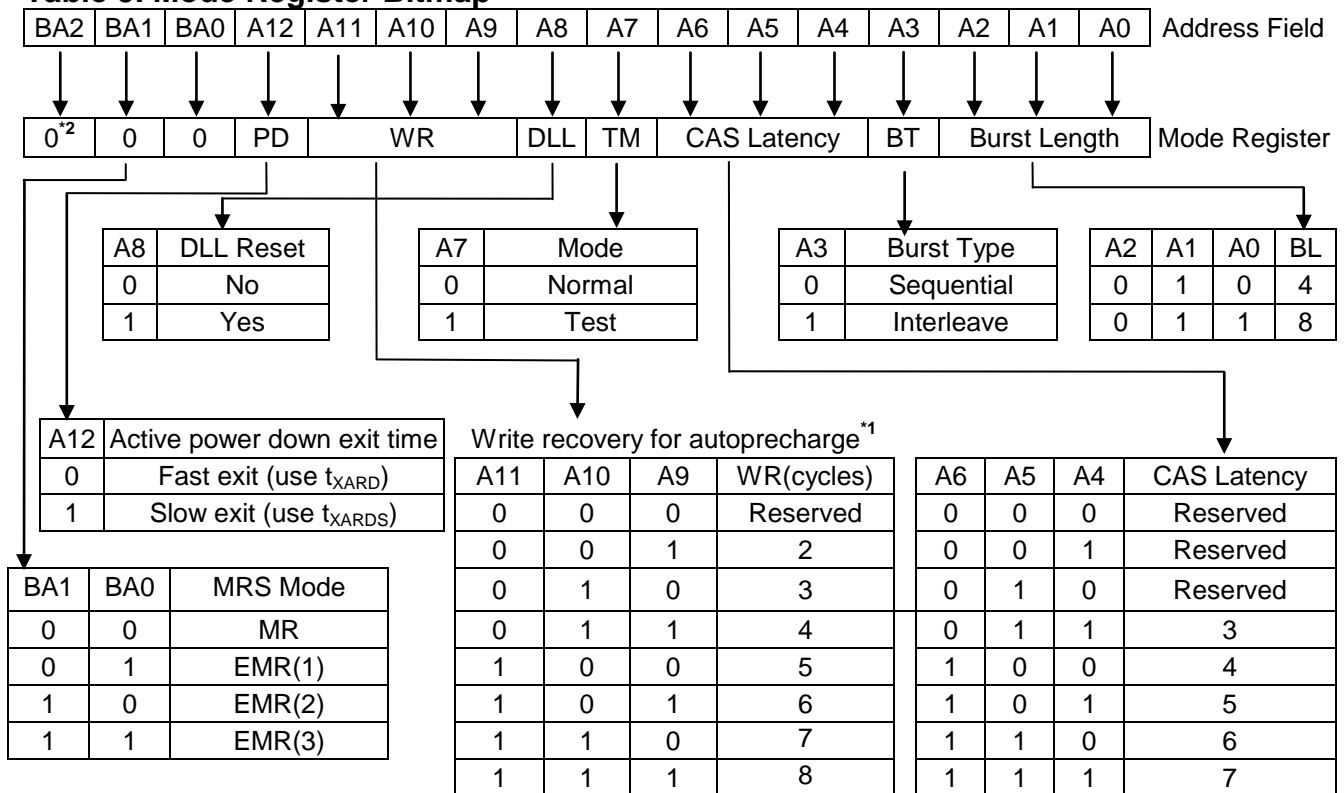 Table 6. Mode Register Bitmap
BA2 BA1 BA0 A12 A11 A10 A9 A8 A7 A6 A5 A4 A3 A2 A1 A0 Address Field
0*2 0 0 PD WR DLL TM CAS Latency BT Burst Length Mode Register
A8 DLL Reset
0 No
1 Yes
A7 Mode
0 Normal
1 Test
A3 Burst Type
0 Sequential
1 Interleave
A2 A1 A0 BL
0 1 0 4
0 1 1 8
A12 Active power down exit time
0 Fast exit (use tXARD)
1 Slow exit (use tXARDS)
Write recovery for autoprecharge*1
A11 A10 A9 WR(cycles)
0 0 0 Reserved
0 0 1 2
0 1 0 3
0 1 1 4
1 0 0 5
1 0 1 6
1 1 0 7
1 1 1 8
A6 A5 A4 CAS Latency
0 0 0 Reserved
0 0 1 Reserved
0 1 0 Reserved
0 1 1 3
1 0 0 4
1 0 1 5
1 1 0 6
1 1 1 7
BA1 BA0 MRS Mode
0 0 MR
0 1 EMR(1)
1 0 EMR(2)
1 1 EMR(3)